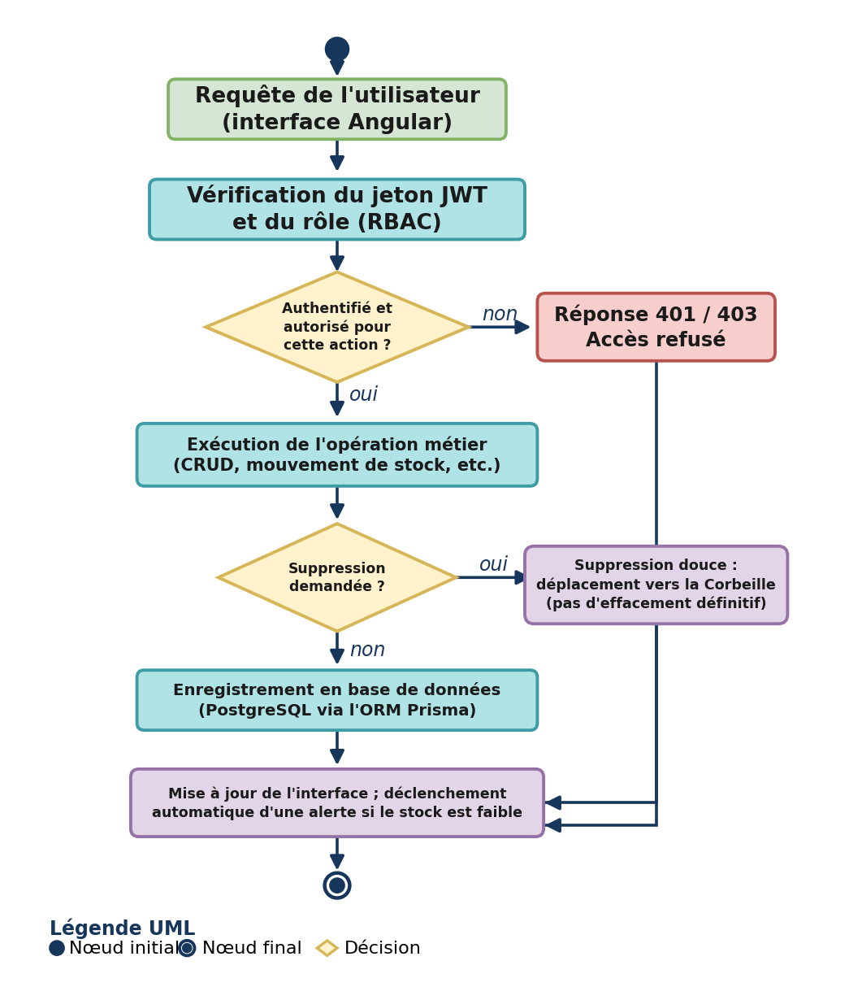 Requête de l'utilisateur
(interface Angular)
Vérification du jeton JWT
et du rôle (RBAC)
Authentifié et
autorisé pour
cette action ?
non
Réponse 401 / 403
Accès refusé
oui
Exécution de l'opération métier
(CRUD, mouvement de stock, etc.)
Suppression
demandée ?
oui
Suppression douce :
déplacement vers la Corbeille
(pas d'effacement définitif)
non
Enregistrement en base de données
(PostgreSQL via l'ORM Prisma)
Mise à jour de l'interface ; déclenchement
automatique d'une alerte si le stock est faible
Légende UML
Nœud initial
Nœud final
Décision